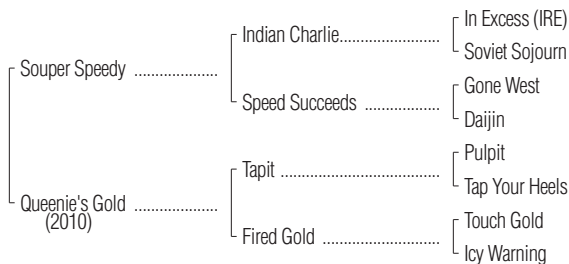 In Excess (IRE)
Indian Charlie....................
Soviet Sojourn
Souper Speedy .................
Gone West
Speed Succeeds ...............
Daijin
Pulpit
Tapit ................................
Tap Your Heels
Queenie's Gold ................
(2010)
Touch Gold
Fired Gold .......................
Icy Warning